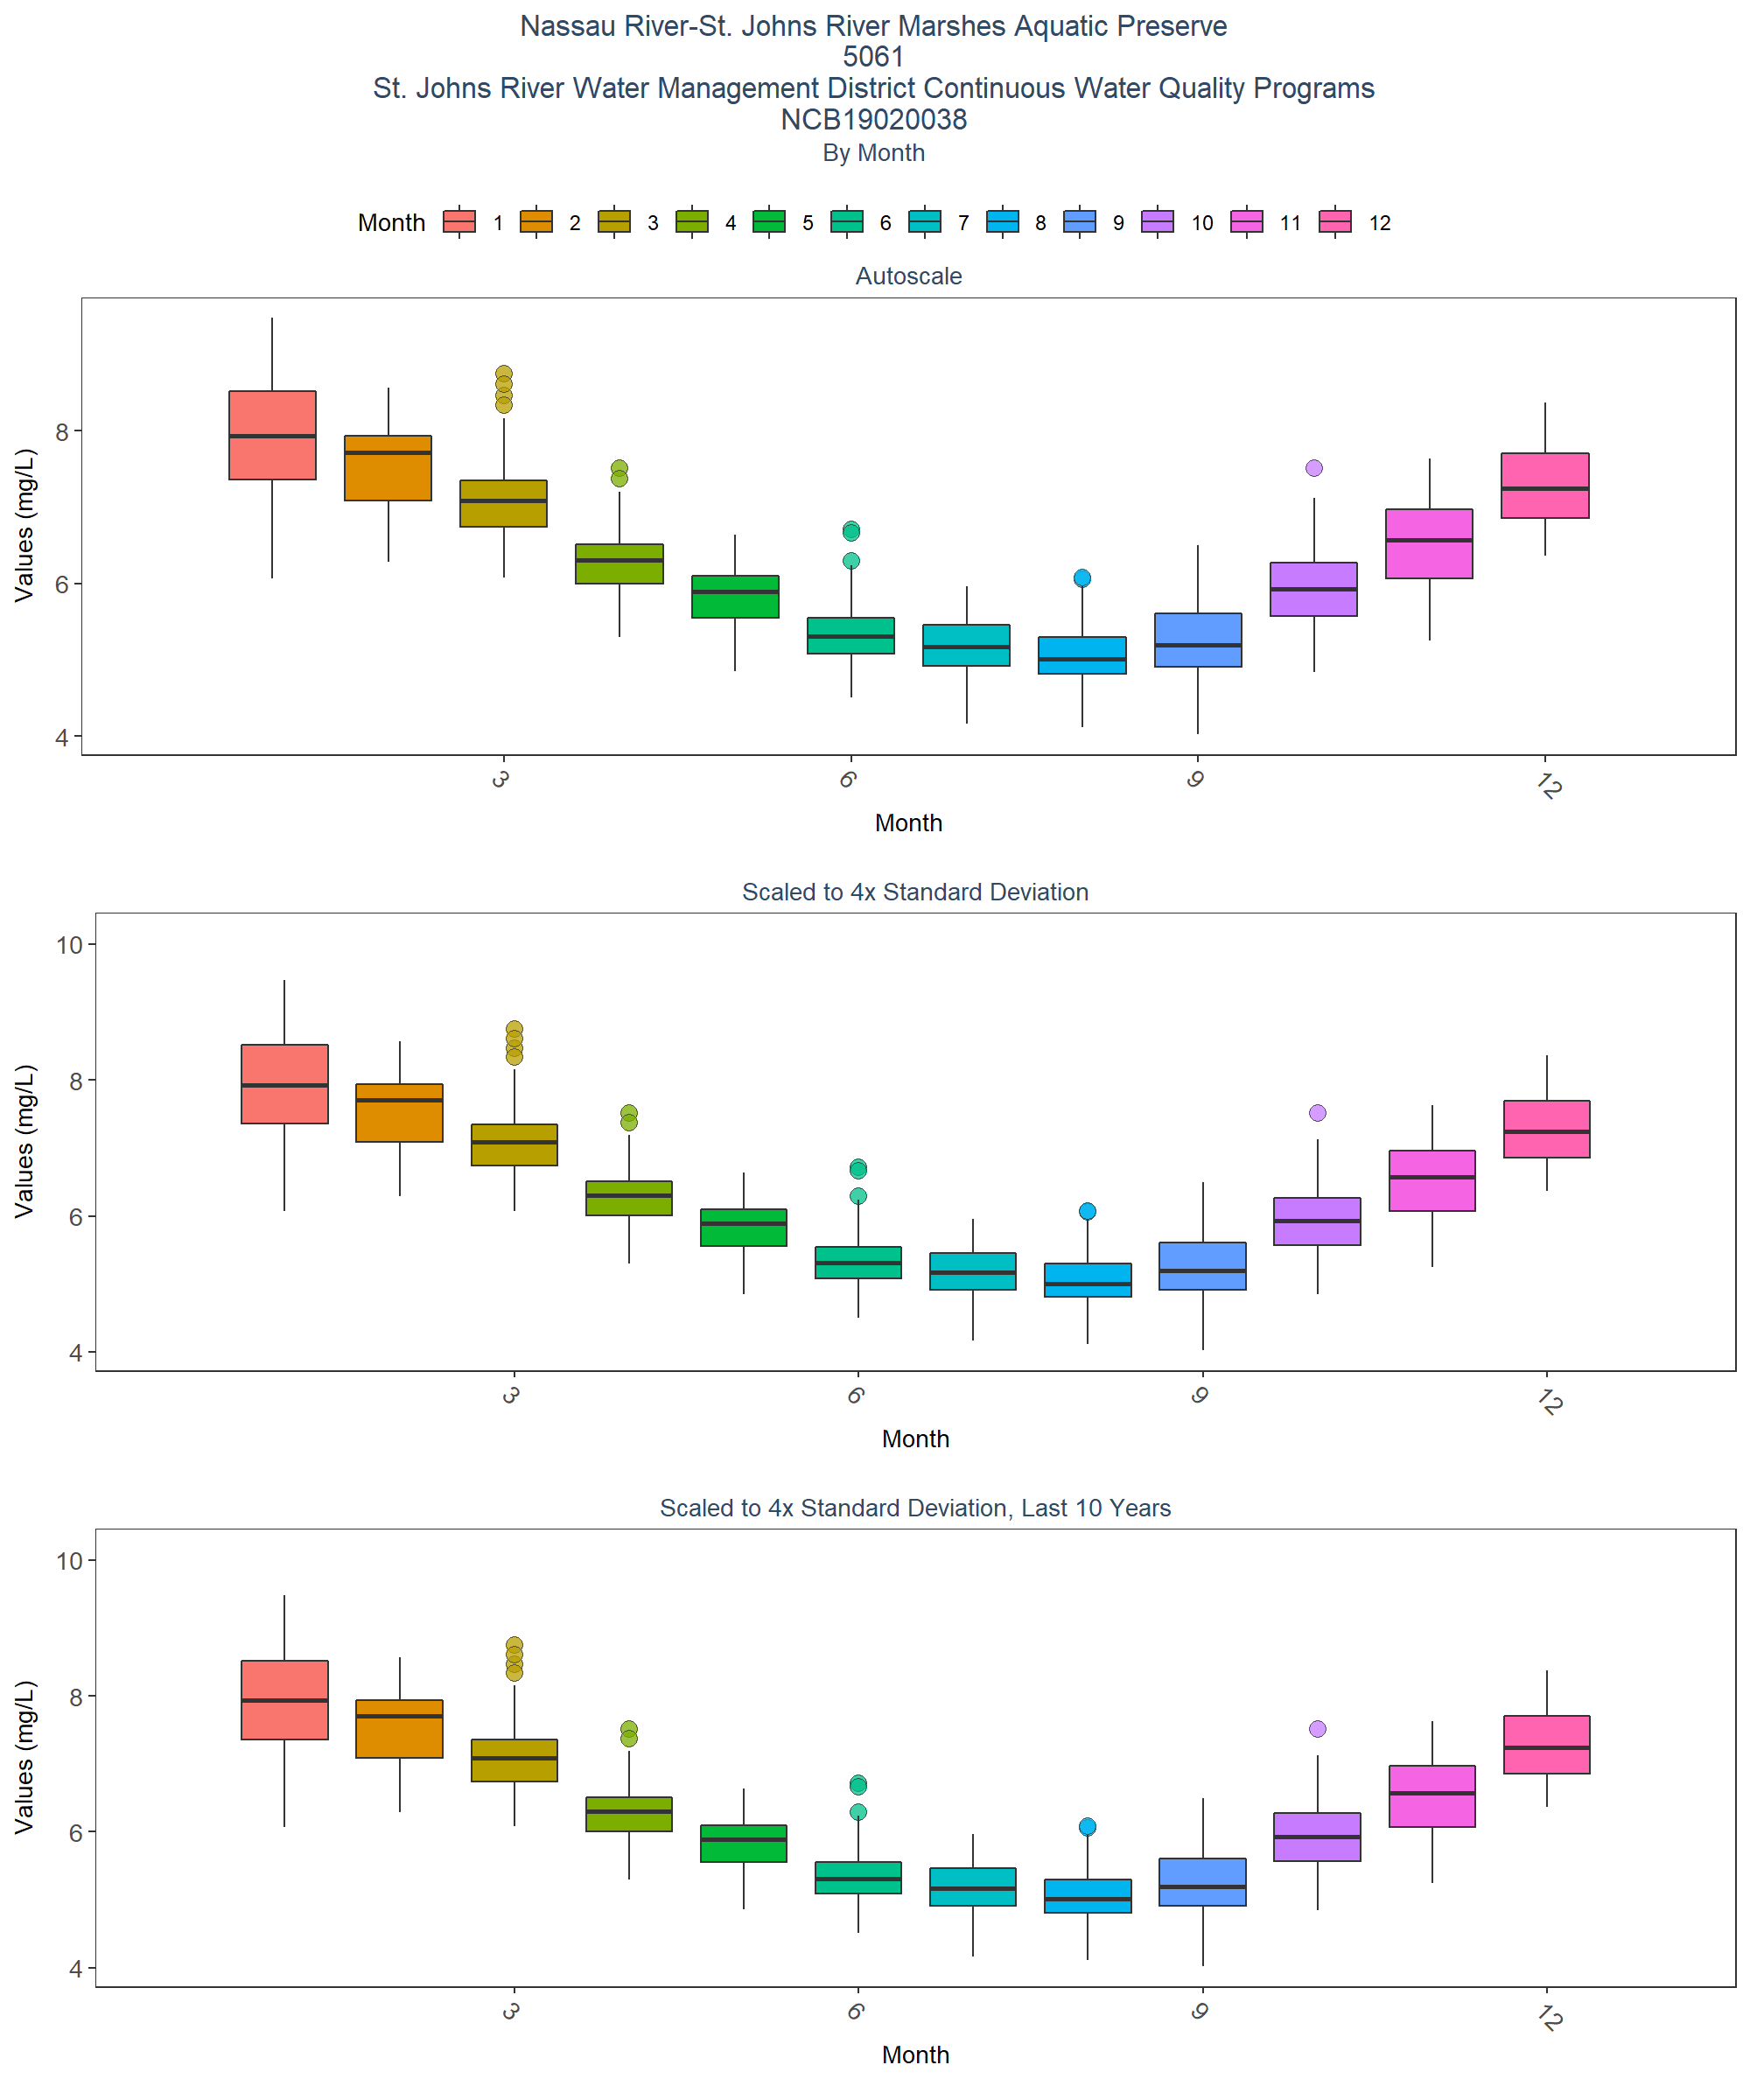 Nassau River-St. Johns River Marshes Aquatic Preserve
5061
St. Johns River Water Management District Continuous Water Quality Programs
NCB19020038
By Month
Month 1 2 3 4 5 6 7 8 9 10 11 12
Autoscale
Values (mg/L)
8
6
4
3 6 9 12
Month
Scaled to 4x Standard Deviation
Values (mg/L)
10
8
6
4
3 6 9 12
Month
Scaled to 4x Standard Deviation, Last 10 Years
Values (mg/L)
10
8
6
4
3 6 9 12
Month